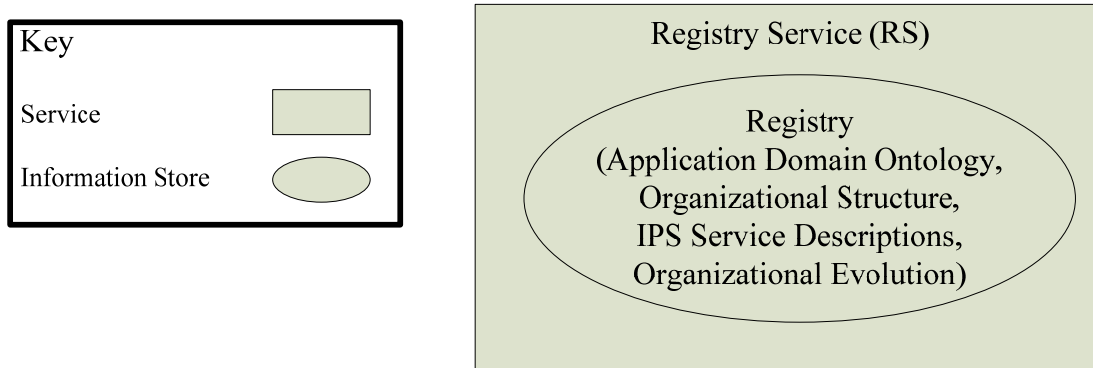 Key
Service
Information Store
Registry Service (RS)
Registry
(Application Domain Ontology,
Organizational Structure,
IPS Service Descriptions,
Organizational Evolution)